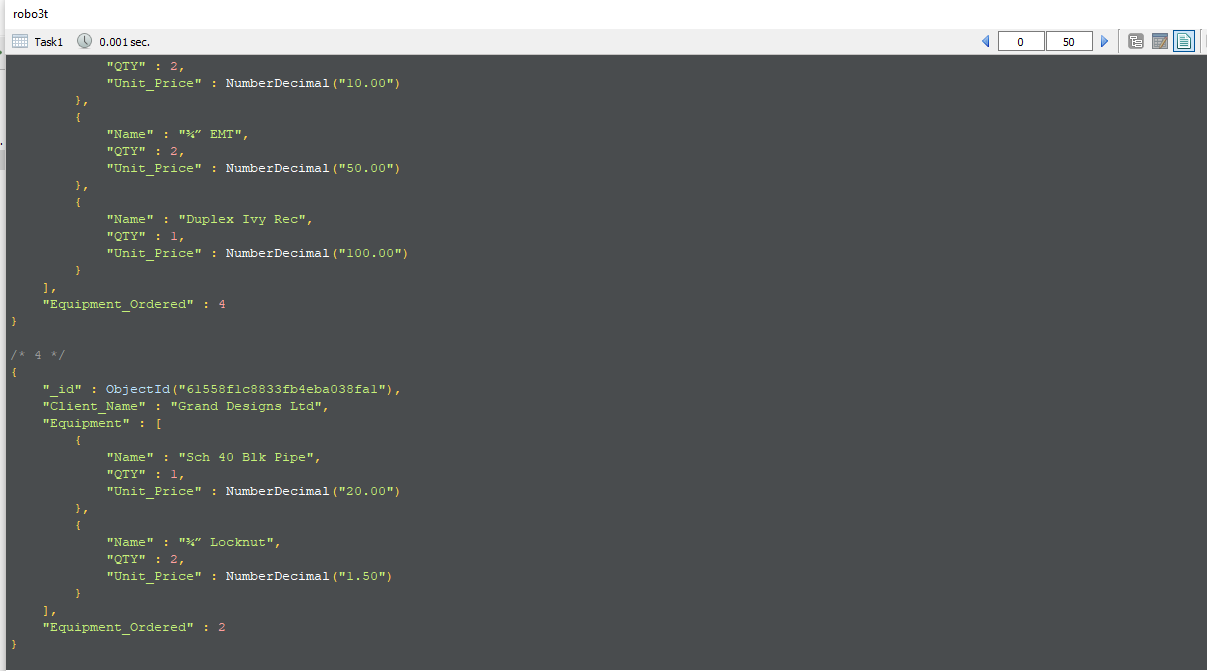 robo3t
Task1 0.001 sec. 0 50
"QTY" : 2,
"Unit_Price" : NumberDecimal("10.00")
},
{
"Name" : "¾” EMT",
"QTY" : 2,
"Unit_Price" : NumberDecimal("50.00")
},
{
"Name" : "Duplex Ivy Rec",
"QTY" : 1,
"Unit_Price" : NumberDecimal("100.00")
}
],
"Equipment_Ordered" : 4
}
/* 4 */
{
"_id" : ObjectId("61558f1c8833fb4eba038fa1"),
"Client_Name" : "Grand Designs Ltd",
"Equipment" : [
{
"Name" : "Sch 40 Blk Pipe",
"QTY" : 1,
"Unit_Price" : NumberDecimal("20.00")
},
{
"Name" : "¾” Locknut",
"QTY" : 2,
"Unit_Price" : NumberDecimal("1.50")
}
],
"Equipment_Ordered" : 2
}